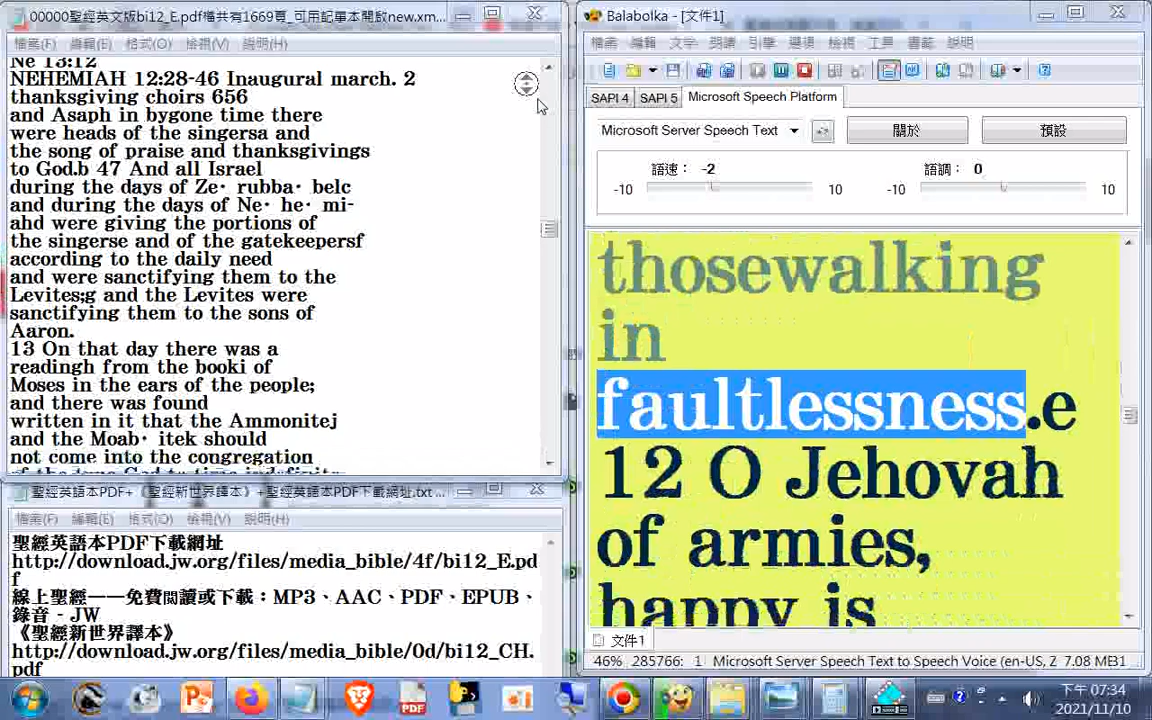 00000聖經英文版bi12_E.pdf檔共有1669頁_可用記事本開啟new.xm...
檔案(F) 編輯(E) 格式(O) 檢視(V) 說明(H)
Ne 13:12
NEHEMIAH 12:28-46 Inaugural march. 2
thanksgiving choirs 656
and Asaph in bygone time there
were heads of the singersa and
the song of praise and thanksgivings
to God.b 47 And all Israel
during the days of Ze· rubba· belc
and during the days of Ne· he· mi-
ahd were giving the portions of
the singerse and of the gatekeepersf
according to the daily need
and were sanctifying them to the
Levites;g and the Levites were
sanctifying them to the sons of
Aaron.
13 On that day there was a
readingh from the booki of
Moses in the ears of the people;
and there was found
written in it that the Ammonitej
and the Moab· itek should
not come into the congregation
of the true God to time indefinite
聖經英語本PDF+《聖經新世界譯本》+聖經英語本PDF下載網址.txt ...
檔案(F) 編輯(E) 格式(O) 檢視(V) 說明(H)
聖經英語本PDF下載網址
http://download.jw.org/files/media_bible/4f/bi12_E.pd
f
線上聖經——免費閱讀或下載：MP3、AAC、PDF、EPUB、
錄音 - JW
《聖經新世界譯本》
http://download.jw.org/files/media_bible/0d/bi12_CH.
pdf
Balabolka - [文件1]
檔案 編輯 文字 閱讀 引擎 選項 檢視 工具 書籤 說明
SAPI 4 SAPI 5 Microsoft Speech Platform
Microsoft Server Speech Text 關於 預設
語速： -2 語調： 0
-10 10 -10 10
thosewalking
in
faultlessness.e
12 O Jehovah
of armies,
happy is
文件1
46% 285766: 1 Microsoft Server Speech Text to Speech Voice (en-US, Z 7.08 MB1
PDF
下午 07:34
2021/11/10